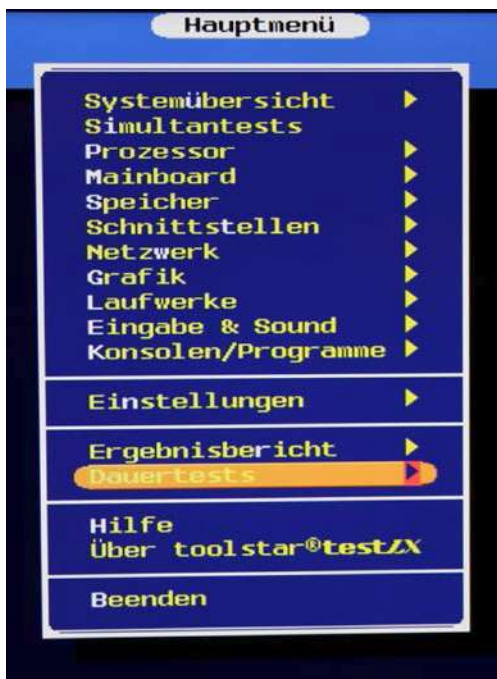 Hauptmenü
Systemübersicht
Simultantests
Prozessor
Mainboard
Speicher
Schnittstellen
Netzwerk
Grafik
Laufwerke
Eingabe & Sound
Konsolen/Programme
Einstellungen
Ergebnisbericht
Dauertests
Hilfe
Über toolstar®testLX
Beenden